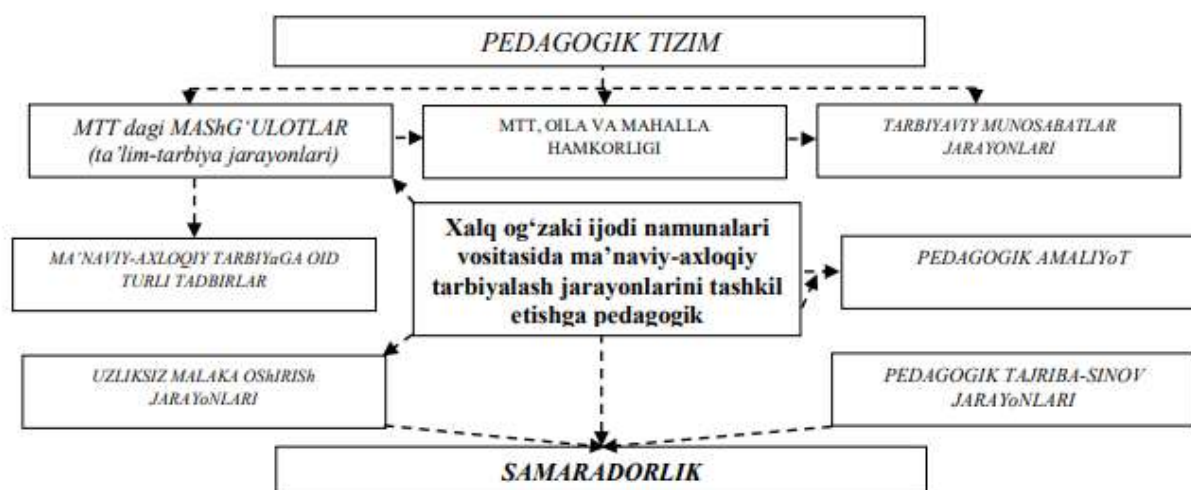 PEDAGOGIK TIZIM
MTT dagi MAShG‘ULOTLAR
(ta’lim-tarbiya jarayonlari)
MTT, OILA VA MAHALLA
HAMKORLIGI
TARBIYAVIY MUNOSABATLAR
JARAYONLARI
Xalq og‘zaki ijodi namunalari
vositasida ma’naviy-axloqiy
tarbiyalash jarayonlarini tashkil
etishga pedagogik
MA’NAVIY-AXLOQIY TARBIYaGA OID
TURLI TADBIRLAR
PEDAGOGIK AMALIYoT
UZLIKSIZ MALAKA OShIRISh
JARAYoNLARI
PEDAGOGIK TAJRIBA-SINOV
JARAYoNLARI
SAMARADORLIK